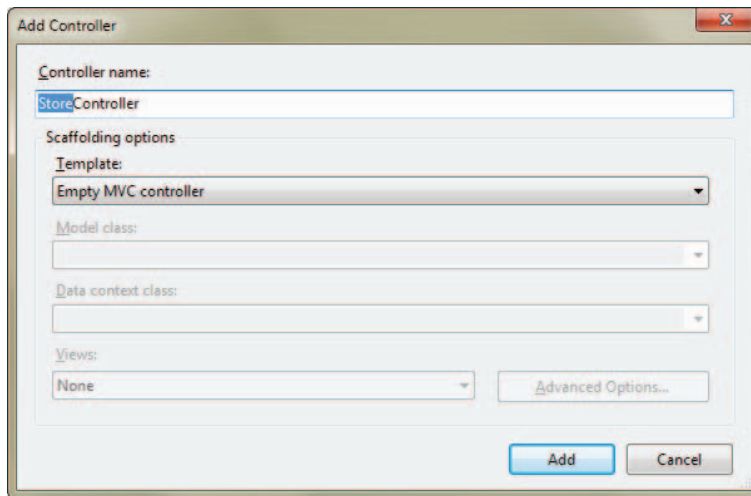 Add Controller
Controller name:
StoreController
Scaffolding options
Template:
Empty MVC controller
Model class:
Data context class:
Views:
None
Advanced Options...
Add
Cancel